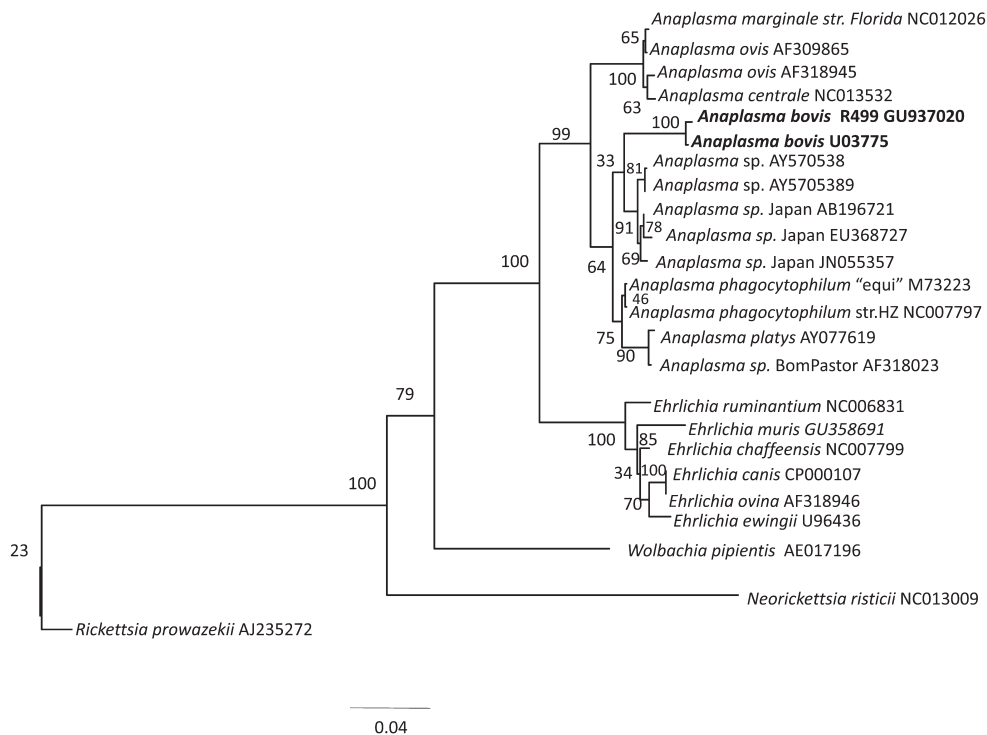 Anaplasma marginale str. Florida NC012026
65
Anaplasma ovis AF309865
Anaplasma ovis AF318945
100
Anaplasma centrale NC013532
63
Anaplasma bovis R499 GU937020
100
99
Anaplasma bovis U03775
33
Anaplasma sp. AY570538
81
Anaplasma sp. AY5705389
Anaplasma sp. Japan AB196721
91
78
Anaplasma sp. Japan EU368727
69
Anaplasma sp. Japan JN055357
100
64
Anaplasma phagocytophilum “equi” M73223
46
Anaplasma phagocytophilum str.HZ NC007797
75
Anaplasma platys AY077619
90
Anaplasma sp. BomPastor AF318023
79
Ehrlichia ruminantium NC006831
Ehrlichia muris GU358691
100
85
Ehrlichia chaffeensis NC007799
34
100
Ehrlichia canis CP000107
100
70
Ehrlichia ovina AF318946
Ehrlichia ewingii U96436
23
Wolbachia pipientis AE017196
Neorickettsia risticii NC013009
Rickettsia prowazekii AJ235272
0.04